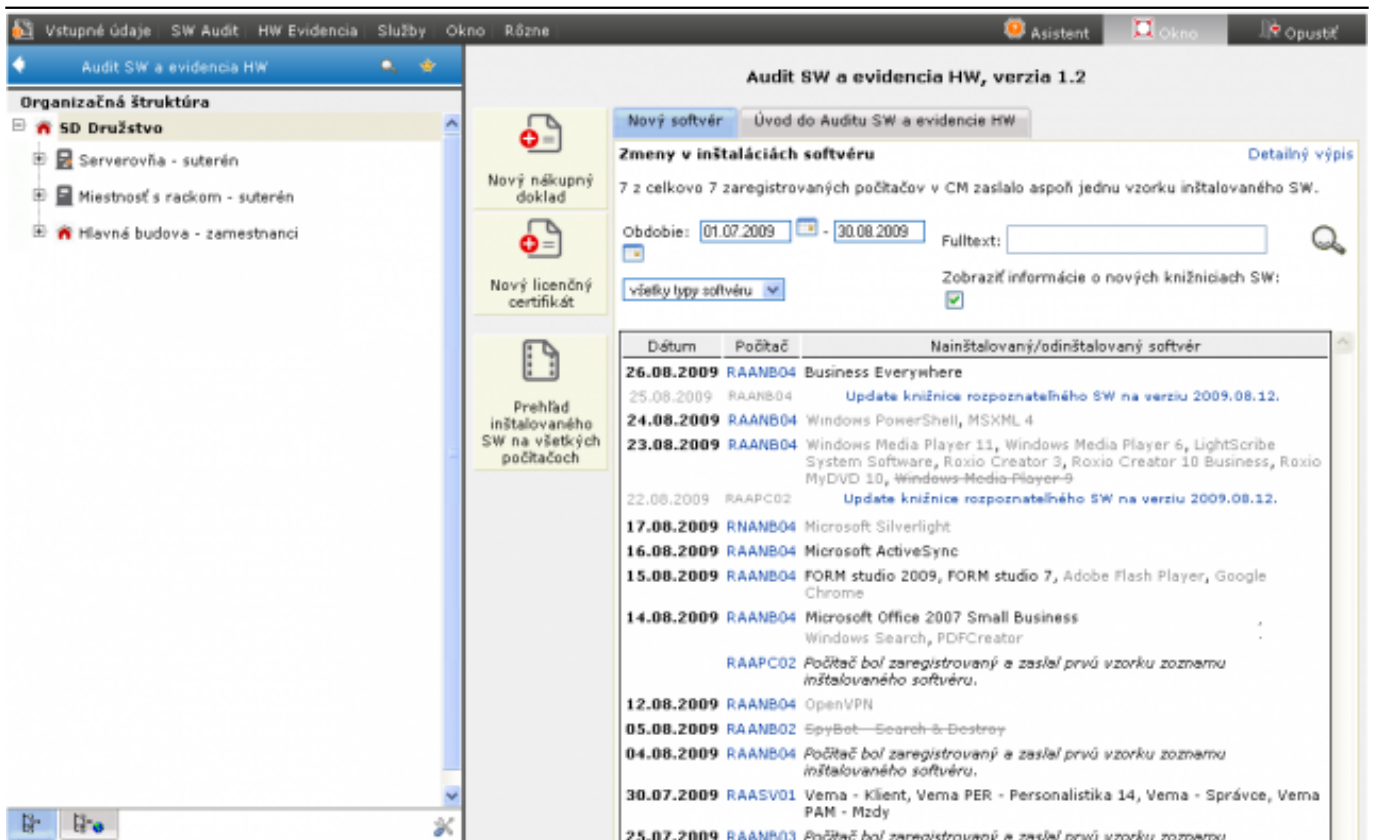 Vstupné údaje SW Audit HW Evidencia Služby Okno Rôzne Asistent Okno Opustiť
Audit SW a evidencia HW
Organizačná štruktúra
SD Družstvo
Serverovňa - suterén
Miestnosť s rackom - suterén
Hlavná budova - zamestnanci
Audit SW a evidencia HW, verzia 1.2
Nový nákupný
doklad
Nový licenčný
certifikát
Prehľad
inštalovaného
SW na všetkých
počítačoch
Nový softvér Úvod do Auditu SW a evidencie HW
Zmeny v inštaláciách softvéru Detailný výpis
7 z celkovo 7 zaregistrovaných počítačov v CM zaslalo aspoň jednu vzorku inštalovaného SW.
Obdobie: 01.07.2009 - 30.08.2009 Fulltext:
všetky typy softvéru Zobraziť informácie o nových knižniciach SW:
Dátum Počítač Nainštalovaný/odinštalovaný softvér
26.08.2009 RAANB04 Business Everywhere
25.08.2009 RAANB04 Update knižnice rozpoznateľného SW na verziu 2009.08.12.
24.08.2009 RAANB04 Windows PowerShell, MSXML 4
23.08.2009 RAANB04 Windows Media Player 11, Windows Media Player 6, LightScribe
System Software, Roxio Creator 3, Roxio Creator 10 Business, Roxio
MyDVD 10, Windows Media Player 9
22.08.2009 RAAPC02 Update knižnice rozpoznateľného SW na verziu 2009.08.12.
17.08.2009 RNANB04 Microsoft Silverlight
16.08.2009 RAANB04 Microsoft ActiveSync
15.08.2009 RAANB04 FORM studio 2009, FORM studio 7, Adobe Flash Player, Google
Chrome
14.08.2009 RAANB04 Microsoft Office 2007 Small Business
Windows Search, PDFCreator
RAAPC02 Počítač bol zaregistrovaný a zaslal prvú vzorku zoznamu
inštalovaného softvéru.
12.08.2009 RAANB04 OpenVPN
05.08.2009 RAANB02 SpyBot - Search & Destroy
04.08.2009 RAANB04 Počítač bol zaregistrovaný a zaslal prvú vzorku zoznamu
inštalovaného softvéru.
30.07.2009 RAASV01 Vema - Klient, Vema PER - Personalistika 14, Vema - Správce, Vema
PAM - Mzdy
25.07.2009 RAANB03 Počítač bol zaregistrovaný a zaslal prvú vzorku zoznamu